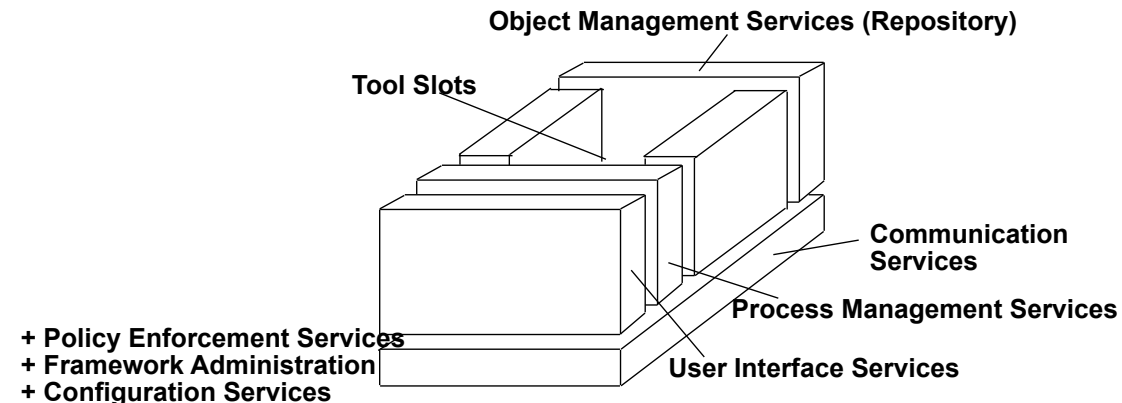 Object Management Services (Repository)
Tool Slots
Communication
Services
Process Management Services
User Interface Services
+ Policy Enforcement Services
+ Framework Administration
+ Configuration Services